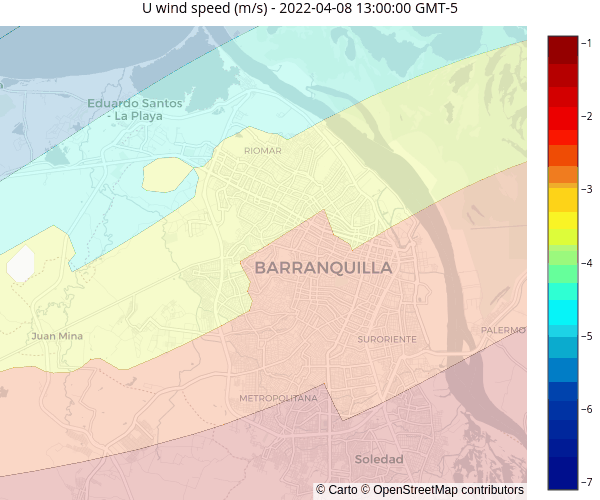 U wind speed (m/s) - 2022-04-08 13:00:00 GMT-5
−1
Eduardo Santos
- La Playa
−2
RIOMAR
−3
−4
BARRANQUILLA
−5
Juan Mina
SURORIENTE
PALERMO
METROPOLITANA
−6
Soledad
−7
© Carto © OpenStreetMap contributors